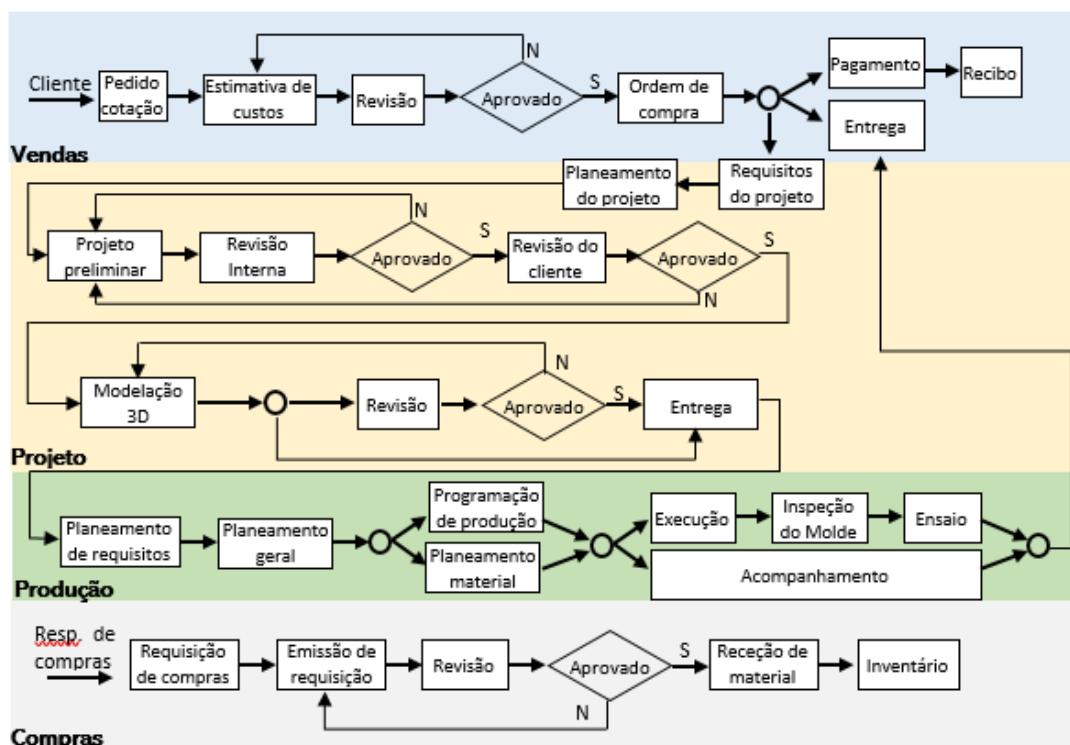 N
Cliente
Pedido
cotação
Estimativa de
custos
Revisão
Aprovado
S
Ordem de
compra
Pagamento
Recibo
Entrega
Vendas
Planeamento
do projeto
Requisitos
do projeto
N
Projeto
preliminar
Revisão
Interna
Aprovado
S
Revisão do
cliente
Aprovado
S
N
N
Modelação
3D
Revisão
Aprovado
S
Entrega
Projeto
Planeamento
de requisitos
Planeamento
geral
Programação
de produção
Planeamento
material
Execução
Inspeção
do Molde
Ensaio
Acompanhamento
Produção
Resp. de
compras
Requisição
de compras
Emissão de
requisição
Revisão
Aprovado
S
Receção de
material
Inventário
N
Compras